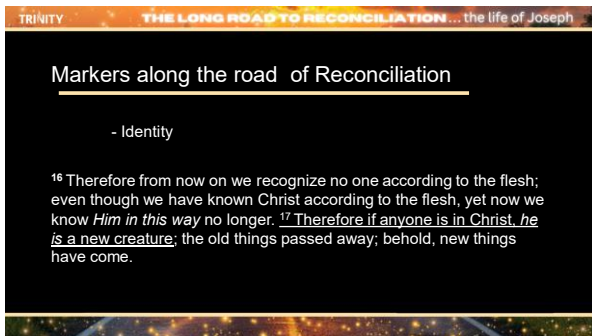 TRINITY THE LONG ROAD TO RECONCILIATION... the life of Joseph
Markers along the road of Reconciliation
- Identity
16 Therefore from now on we recognize no one according to the flesh;
even though we have known Christ according to the flesh, yet now we
know Him in this way no longer. 17 Therefore if anyone is in Christ, he
is a new creature; the old things passed away; behold, new things
have come.